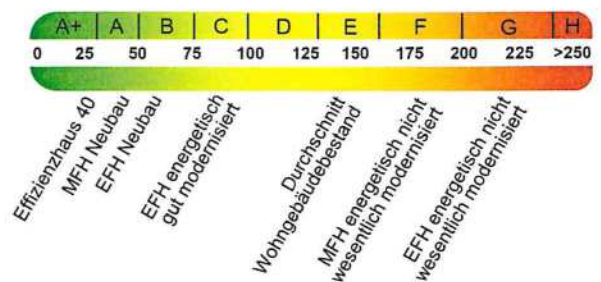 A+ A B C D E F G H
0 25 50 75 100 125 150 175 200 225 >250
Effizienzhaus 40
MFH Neubau
EFH Neubau
EFH energetisch
gut modernisiert
Durchschnitt
Wohngebäudebestand
MFH energetisch nicht
wesentlich modernisiert
EFH energetisch nicht
wesentlich modernisiert